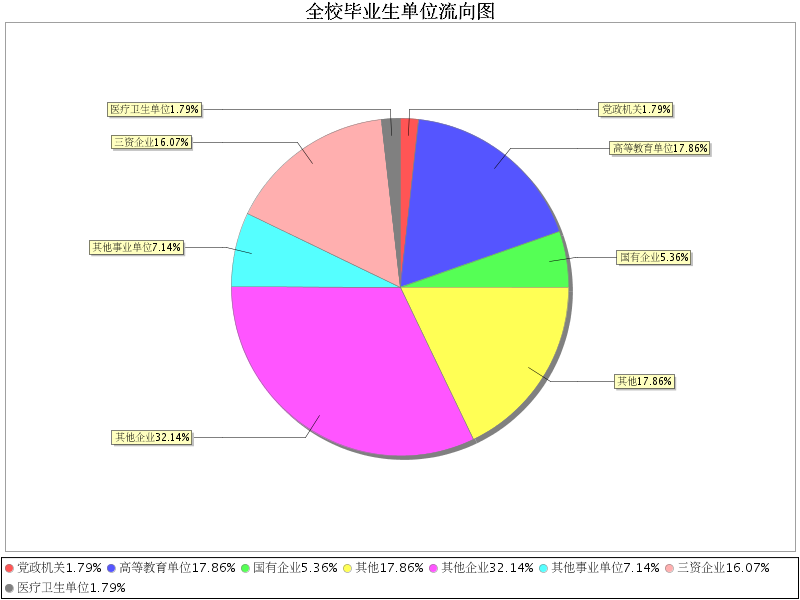 全校毕业生单位流向图
医疗卫生单位1.79%
党政机关1.79%
三资企业16.07%
高等教育单位17.86%
其他事业单位7.14%
国有企业5.36%
其他17.86%
其他企业32.14%
党政机关1.79% 高等教育单位17.86% 国有企业5.36% 其他17.86% 其他企业32.14% 其他事业单位7.14% 三资企业16.07%
医疗卫生单位1.79%